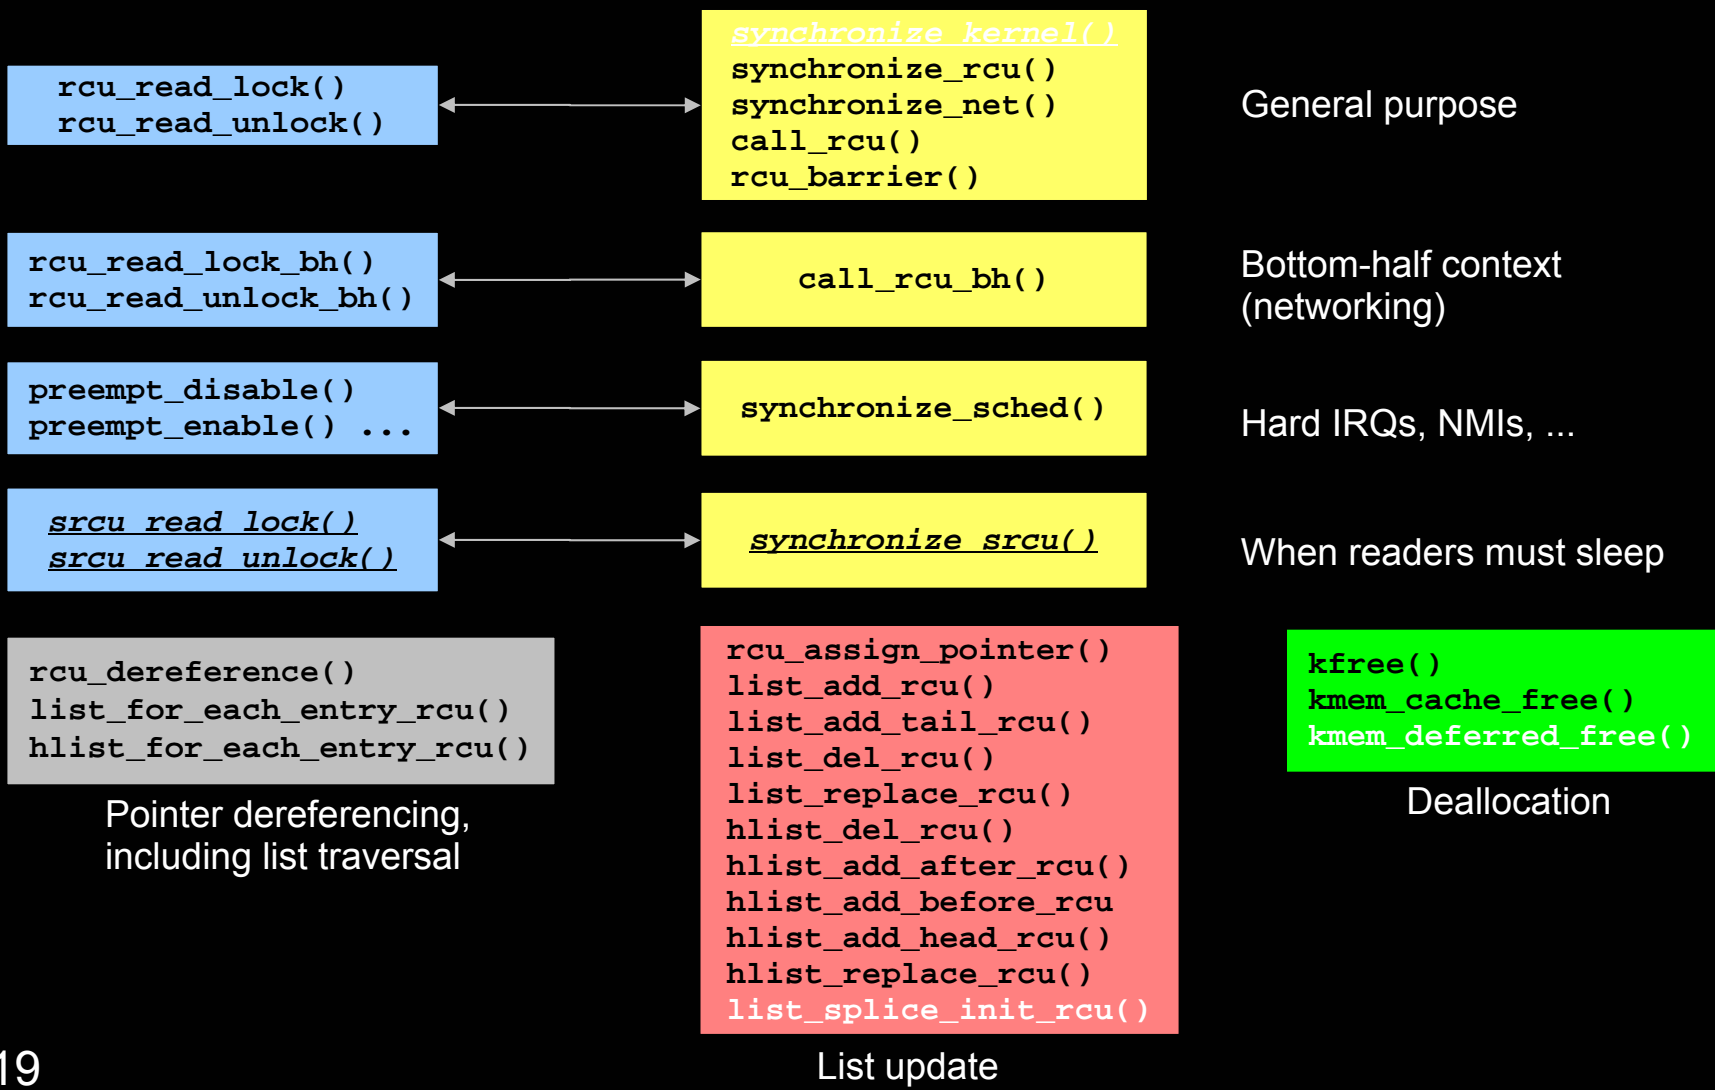 rcu_read_lock()
rcu_read_unlock()
synchronize_kernel()
synchronize_rcu()
synchronize_net()
call_rcu()
rcu_barrier()
General purpose
rcu_read_lock_bh()
rcu_read_unlock_bh()
call_rcu_bh()
Bottom-half context
(networking)
preempt_disable()
preempt_enable() ...
synchronize_sched()
Hard IRQs, NMIs, ...
srcu_read_lock()
srcu_read_unlock()
synchronize_srcu()
When readers must sleep
rcu_dereference()
list_for_each_entry_rcu()
hlist_for_each_entry_rcu()
Pointer dereferencing,
including list traversal
rcu_assign_pointer()
list_add_rcu()
list_add_tail_rcu()
list_del_rcu()
list_replace_rcu()
hlist_del_rcu()
hlist_add_after_rcu()
hlist_add_before_rcu
hlist_add_head_rcu()
hlist_replace_rcu()
list_splice_init_rcu()
List update
kfree()
kmem_cache_free()
kmem_deferred_free()
Deallocation
19